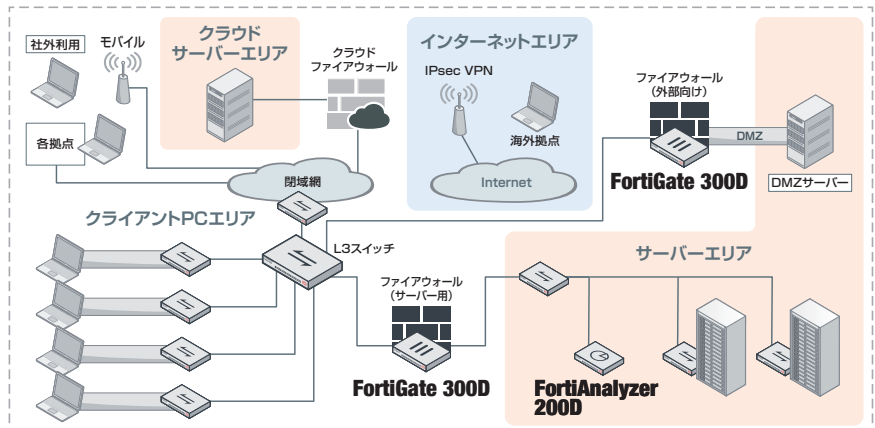 社外利用
モバイル
クラウド
サーバーエリア
クラウド
ファイアウォール
インターネットエリア
IPsec VPN
海外拠点
Internet
ファイアウォール
(外部向け)
DMZ
FortiGate 300D
DMZサーバー
各拠点
閉域網
クライアントPCエリア
L3スイッチ
ファイアウォール
(サーバー用)
FortiGate 300D
サーバーエリア
FortiAnalyzer
200D